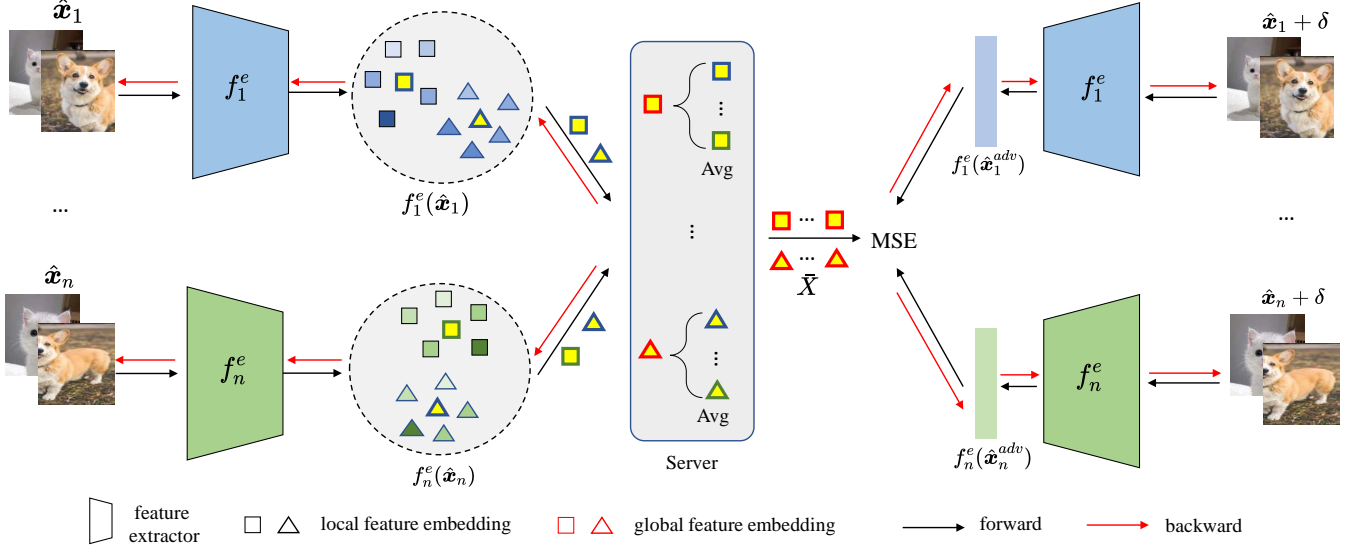 x̂₁
f₁ᵉ
f₁ᵉ(x̂₁)
...
x̂ₙ
fₙᵉ
fₙᵉ(x̂ₙ)
...
Avg
...
...
Avg
Server
... 
...
X̄
MSE
f₁ᵉ(x̂₁ᵃᵈᵛ)
f₁ᵉ
x̂₁ + δ
...
fₙᵉ(x̂ₙᵃᵈᵛ)
fₙᵉ
x̂ₙ + δ
feature
extractor
local feature embedding
global feature embedding
forward
backward